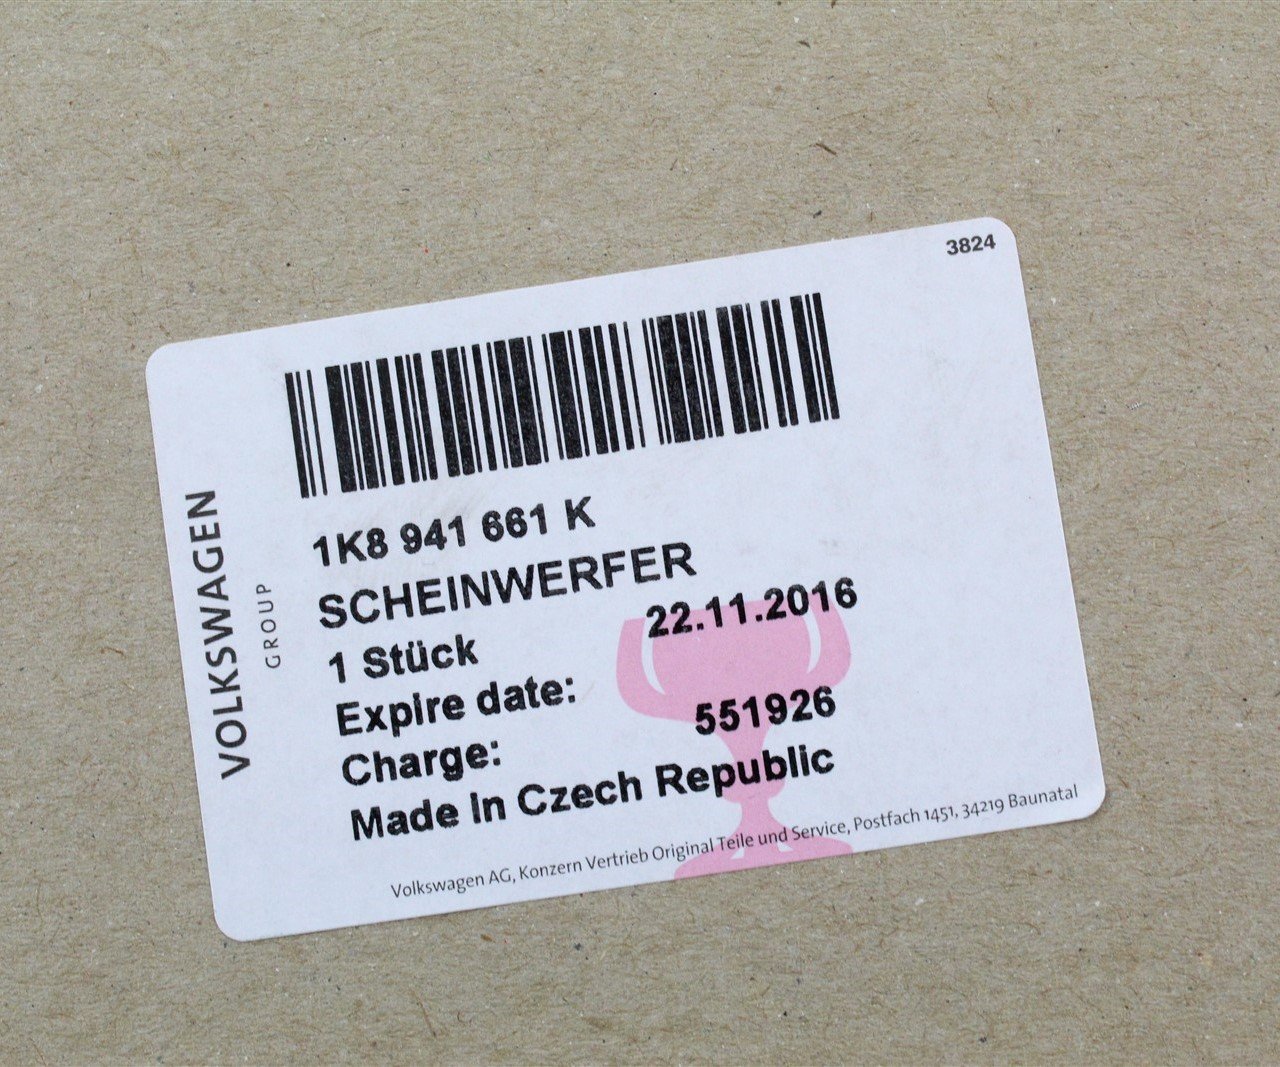 3824
VOLKSWAGEN
GROUP
1K8 941 661 K
SCHEINWERFER
1 Stück 22.11.2016
Expire date:
Charge: 551926
Made in Czech Republic
Volkswagen AG, Konzern Vertrieb Original Teile und Service, Postfach 1451, 34219 Baunatal